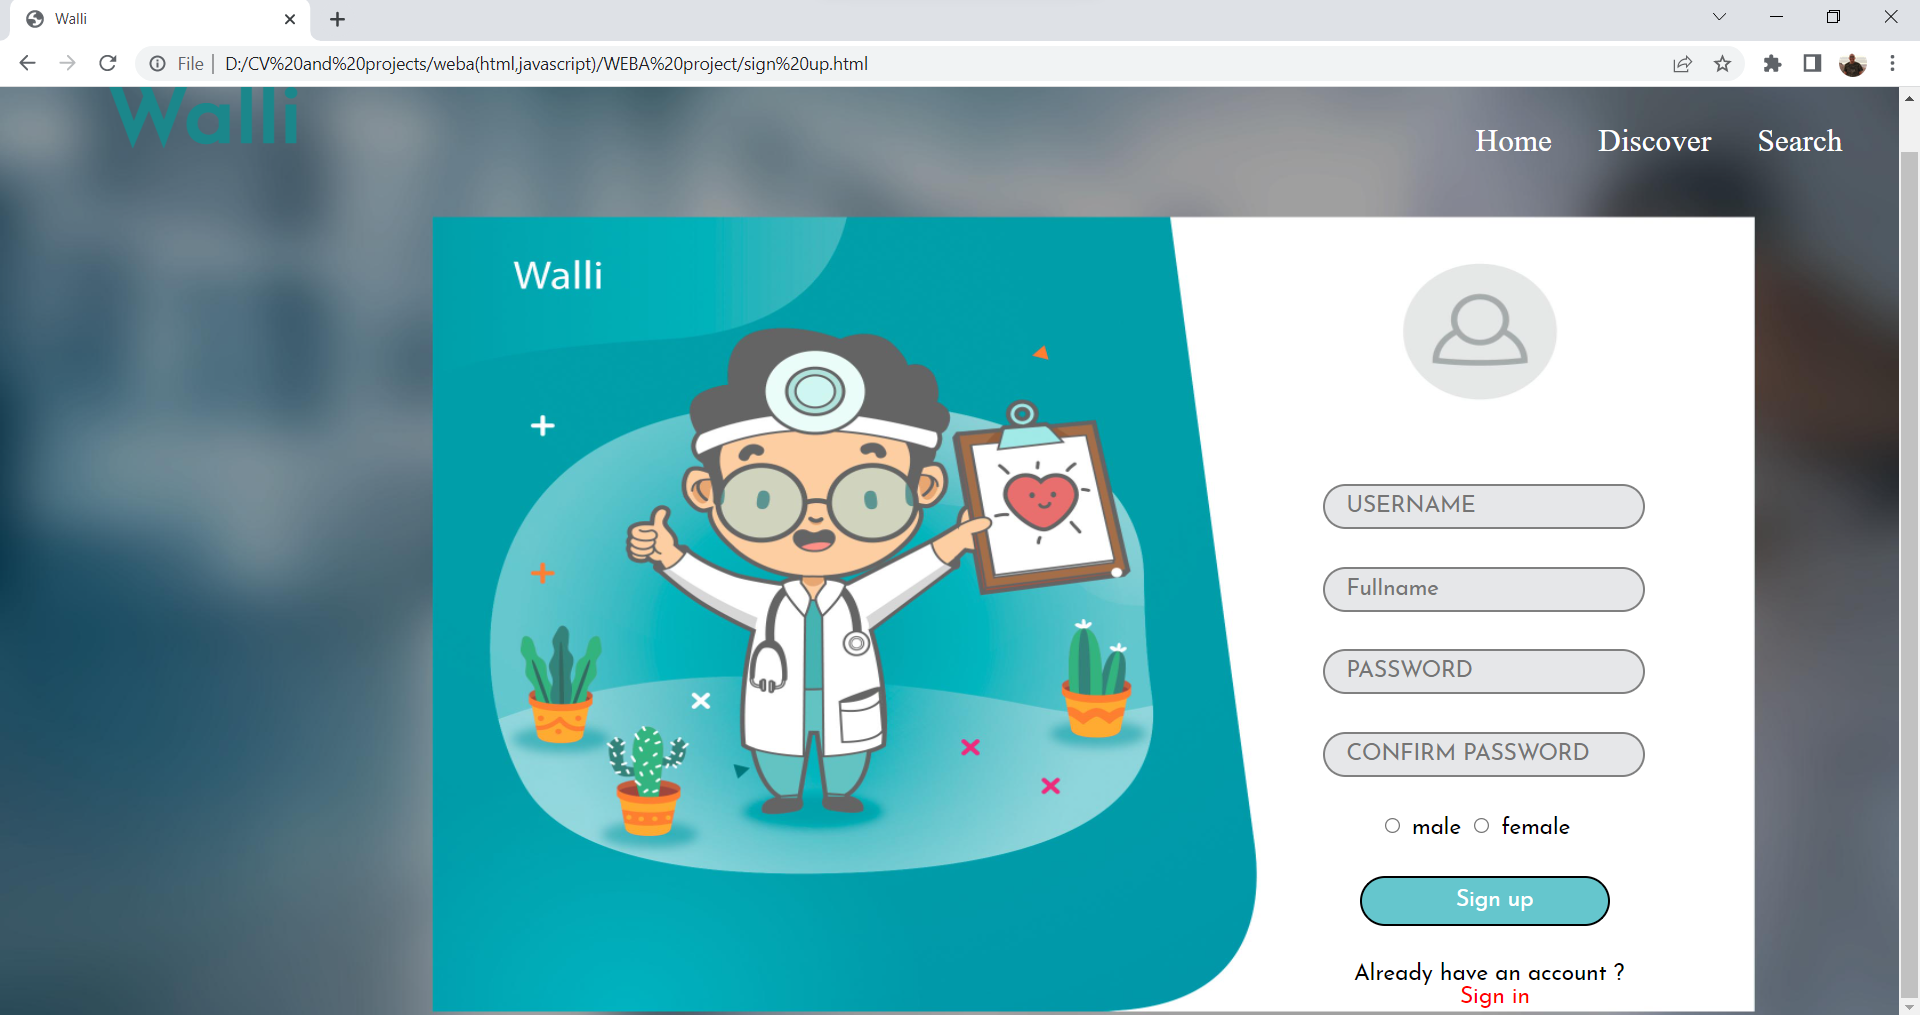 Walli
File | D:/CV%20and%20projects/weba(html,javascript)/WEBA%20project/sign%20up.html
Walli
Home Discover Search
Walli
USERNAME
Fullname
PASSWORD
CONFIRM PASSWORD
male female
Sign up
Already have an account ?
Sign in